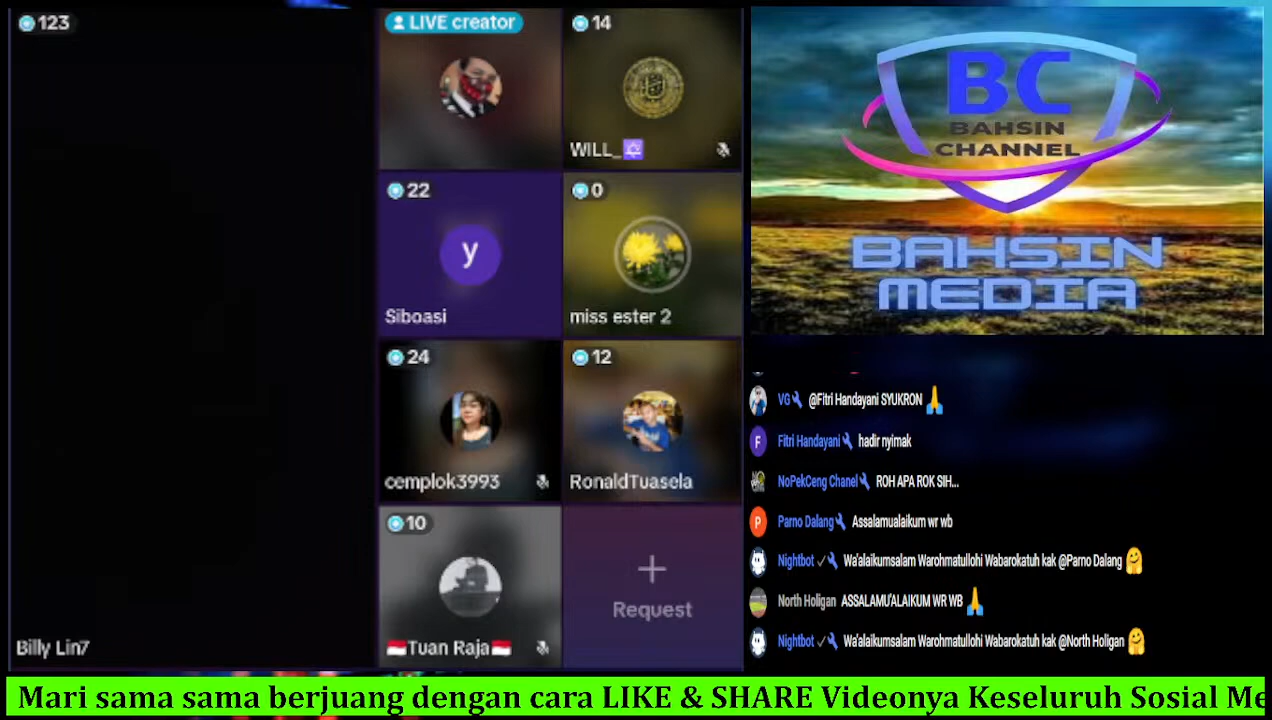 123
LIVE creator
14
WILL_
22
0
y
Siboasi
miss ester 2
24
12
cemplok3993
RonaldTuasela
10
Tuan Raja
+
Request
Billy Lin7
BC
BAHSIN
CHANNEL
BAHSIN
MEDIA
VG @Fitri Handayani SYUKRON 🙏
F Fitri Handayani hadir nyimak
NoPekCeng Chanel ROH APA ROK SIH...
P Parno Dalang Assalamualaikum wr wb
Nightbot ✓ Wa'alaikumsalam Warohmatullohi Wabarokatuh kak @Parno Dalang 🤗
North Holigan ASSALAMU'ALAIKUM WR WB 🙏
Nightbot ✓ Wa'alaikumsalam Warohmatullohi Wabarokatuh kak @North Holigan 🤗
Mari sama sama berjuang dengan cara LIKE & SHARE Videonya Keseluruh Sosial Me